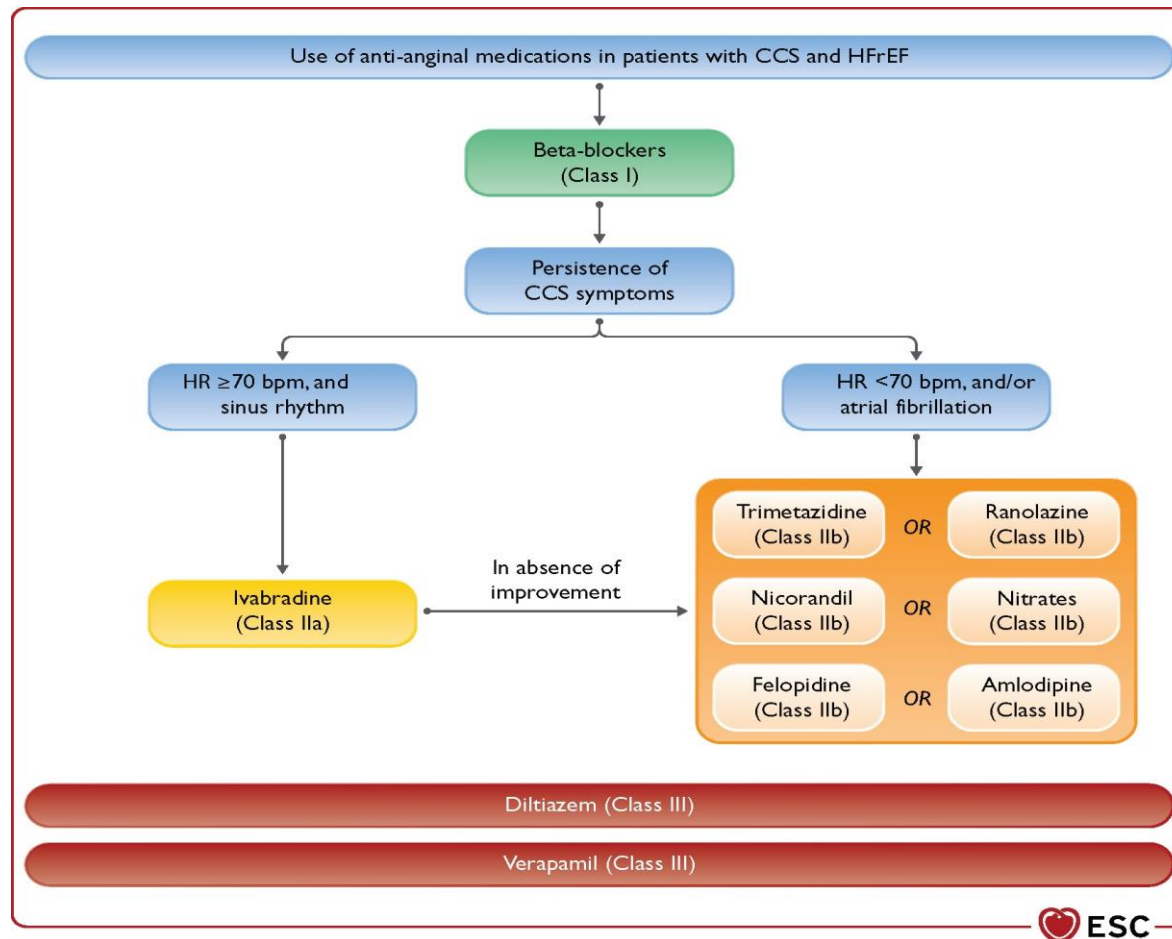 Use of anti-anginal medications in patients with CCS and HFrEF
Beta-blockers
(Class I)
Persistence of
CCS symptoms
HR ≥70 bpm, and
sinus rhythm
HR <70 bpm, and/or
atrial fibrillation
Trimetazidine
(Class IIb)
OR
Ranolazine
(Class IIb)
In absence of
improvement
Ivabradine
(Class IIa)
Nicorandil
(Class IIb)
OR
Nitrates
(Class IIb)
Felopidine
(Class IIb)
OR
Amlodipine
(Class IIb)
Diltiazem (Class III)
Verapamil (Class III)
ESC